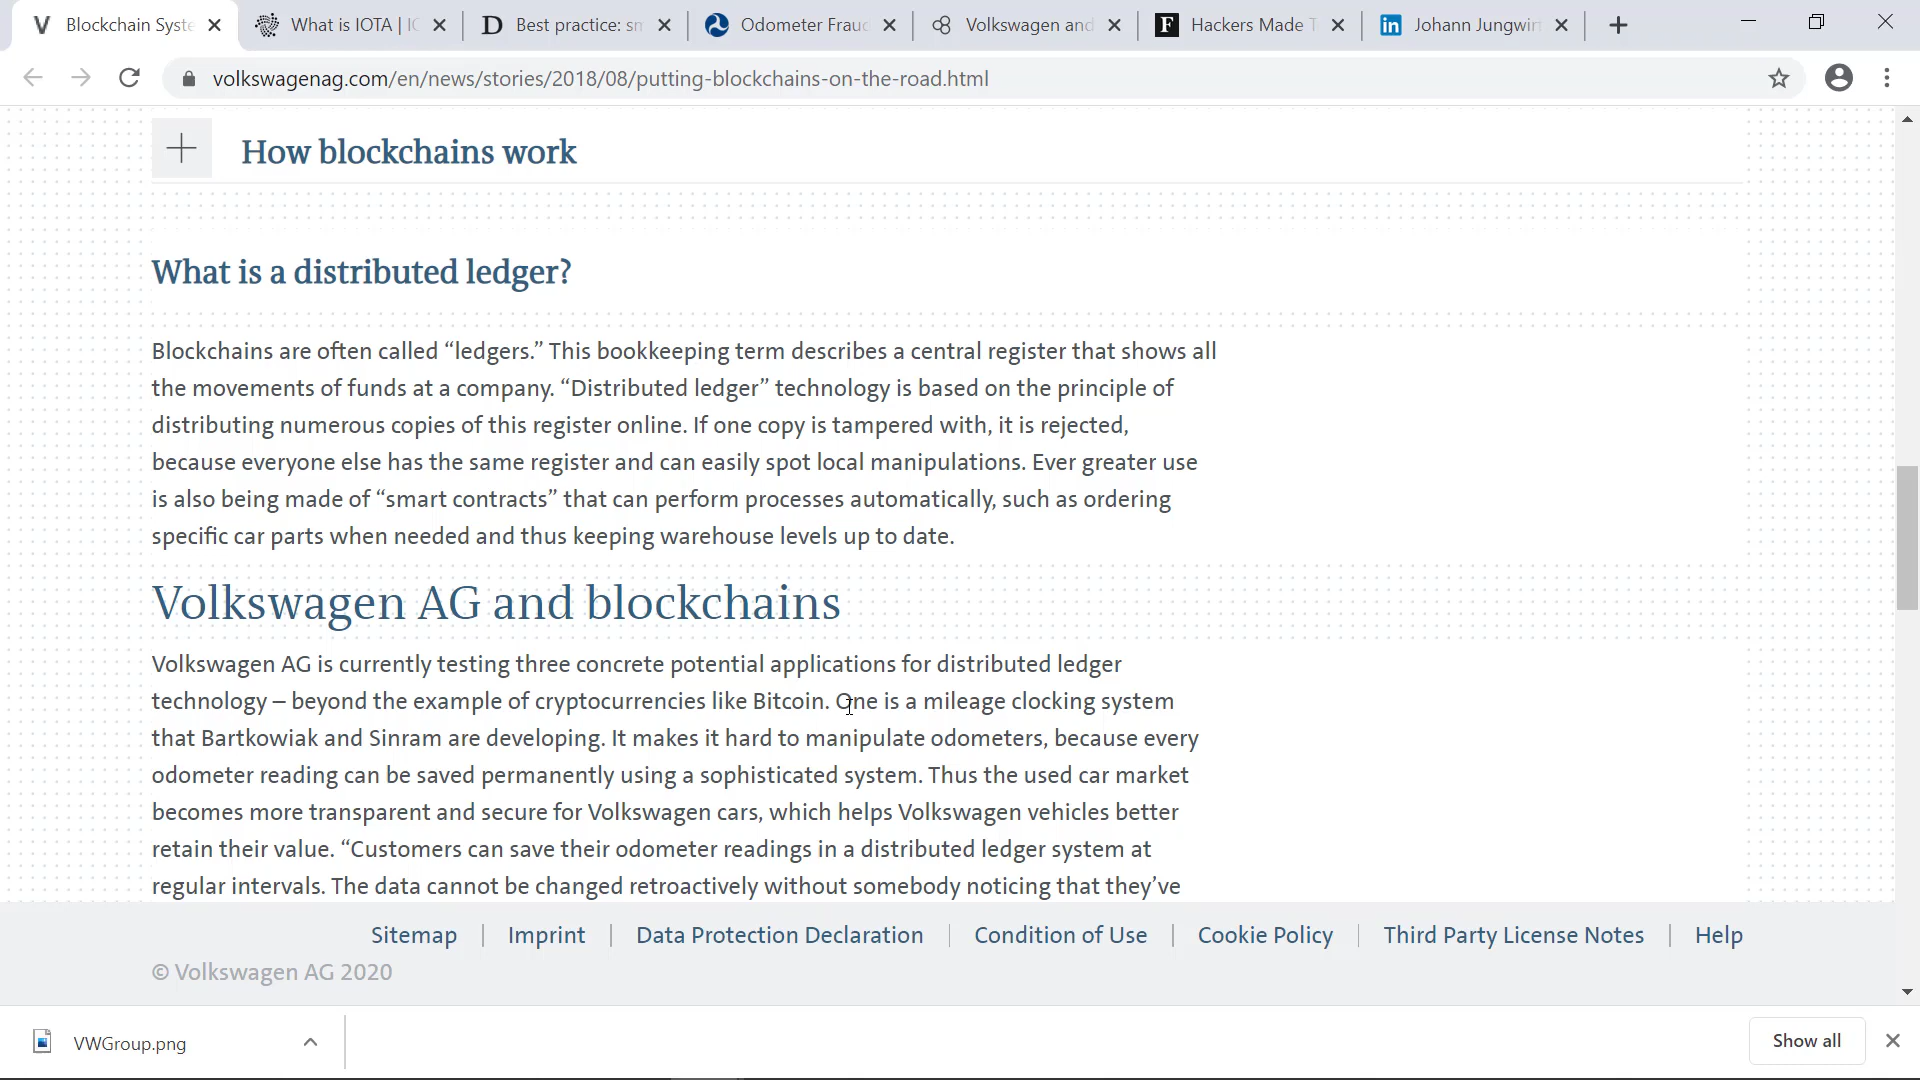 Blockchain Syste
What is IOTA | IC
Best practice: sm
Odometer Fraud
Volkswagen and
Hackers Made T
Johann Jungwirt
volkswagenag.com/en/news/stories/2018/08/putting-blockchains-on-the-road.html
How blockchains work
What is a distributed ledger?
Blockchains are often called “ledgers.” This bookkeeping term describes a central register that shows all
the movements of funds at a company. “Distributed ledger” technology is based on the principle of
distributing numerous copies of this register online. If one copy is tampered with, it is rejected,
because everyone else has the same register and can easily spot local manipulations. Ever greater use
is also being made of “smart contracts” that can perform processes automatically, such as ordering
specific car parts when needed and thus keeping warehouse levels up to date.
Volkswagen AG and blockchains
Volkswagen AG is currently testing three concrete potential applications for distributed ledger
technology – beyond the example of cryptocurrencies like Bitcoin. One is a mileage clocking system
that Bartkowiak and Sinram are developing. It makes it hard to manipulate odometers, because every
odometer reading can be saved permanently using a sophisticated system. Thus the used car market
becomes more transparent and secure for Volkswagen cars, which helps Volkswagen vehicles better
retain their value. “Customers can save their odometer readings in a distributed ledger system at
regular intervals. The data cannot be changed retroactively without somebody noticing that they’ve
Sitemap | Imprint | Data Protection Declaration | Condition of Use | Cookie Policy | Third Party License Notes | Help
© Volkswagen AG 2020
VWGroup.png
Show all